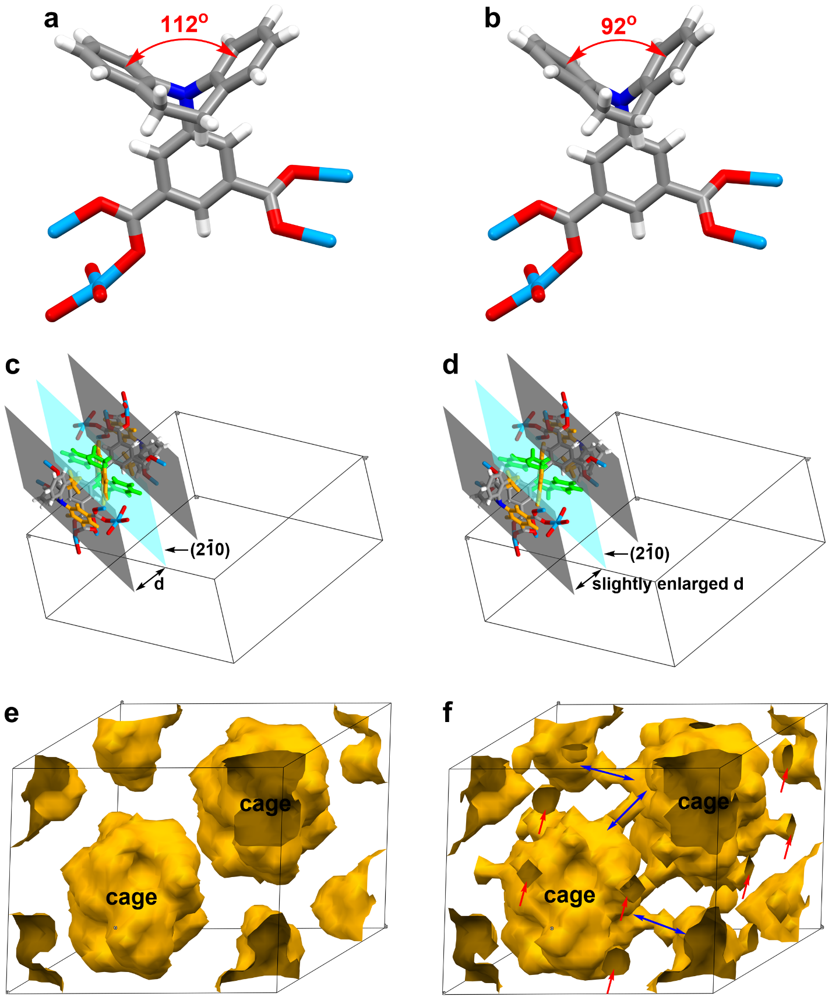 a
112°
b
92°
c
(21̄0)
d
d
(21̄0)
slightly enlarged d
e
cage
cage
f
cage
cage